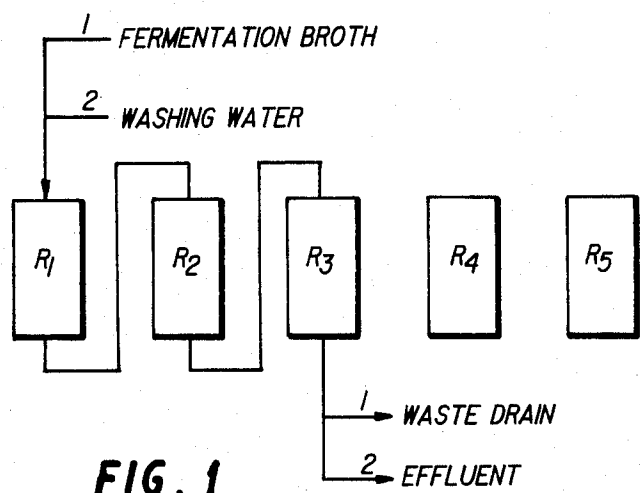 1 FERMENTATION BROTH
2 WASHING WATER
R1 R2 R3 R4 R5
1 WASTE DRAIN
2 EFFLUENT
FIG. 1